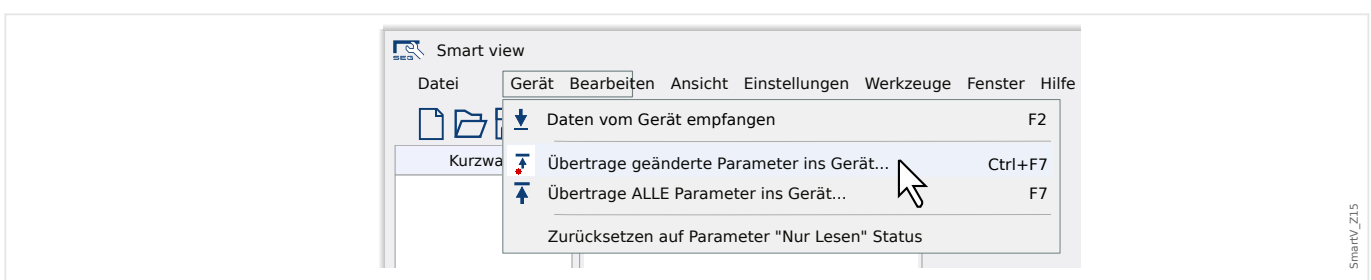 SEG Smart view
Datei Gerät Bearbeiten Ansicht Einstellungen Werkzeuge Fenster Hilfe
Daten vom Gerät empfangen F2
Kurzwa
Übertrage geänderte Parameter ins Gerät... Ctrl+F7
Übertrage ALLE Parameter ins Gerät... F7
Zurücksetzen auf Parameter "Nur Lesen" Status
SmartV_Z15